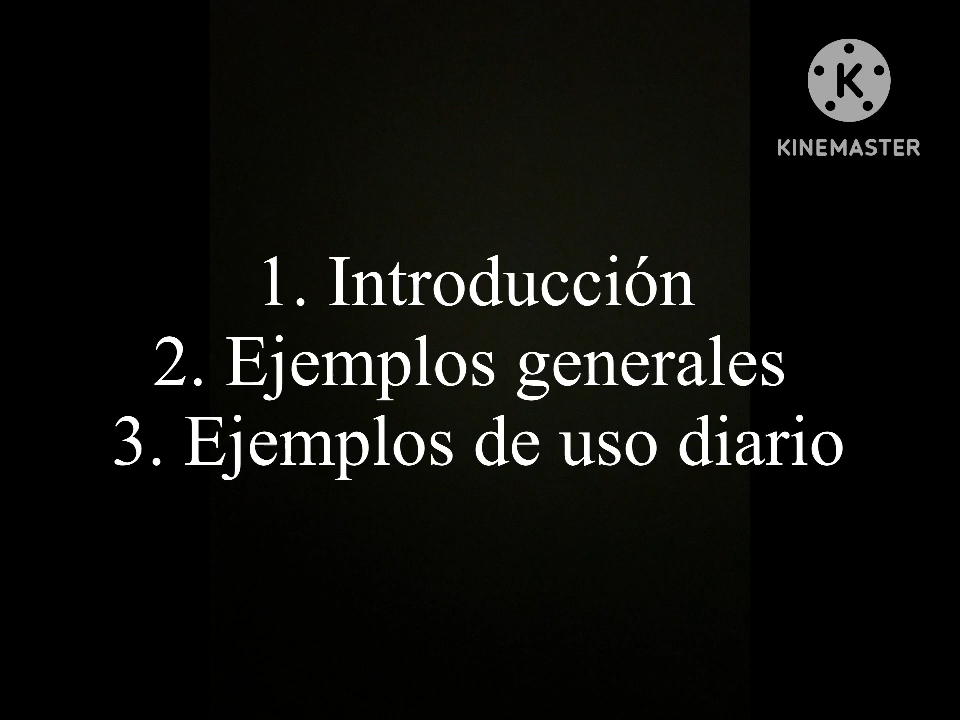 K
KINEMASTER
1. Introducción
2. Ejemplos generales
3. Ejemplos de uso diario